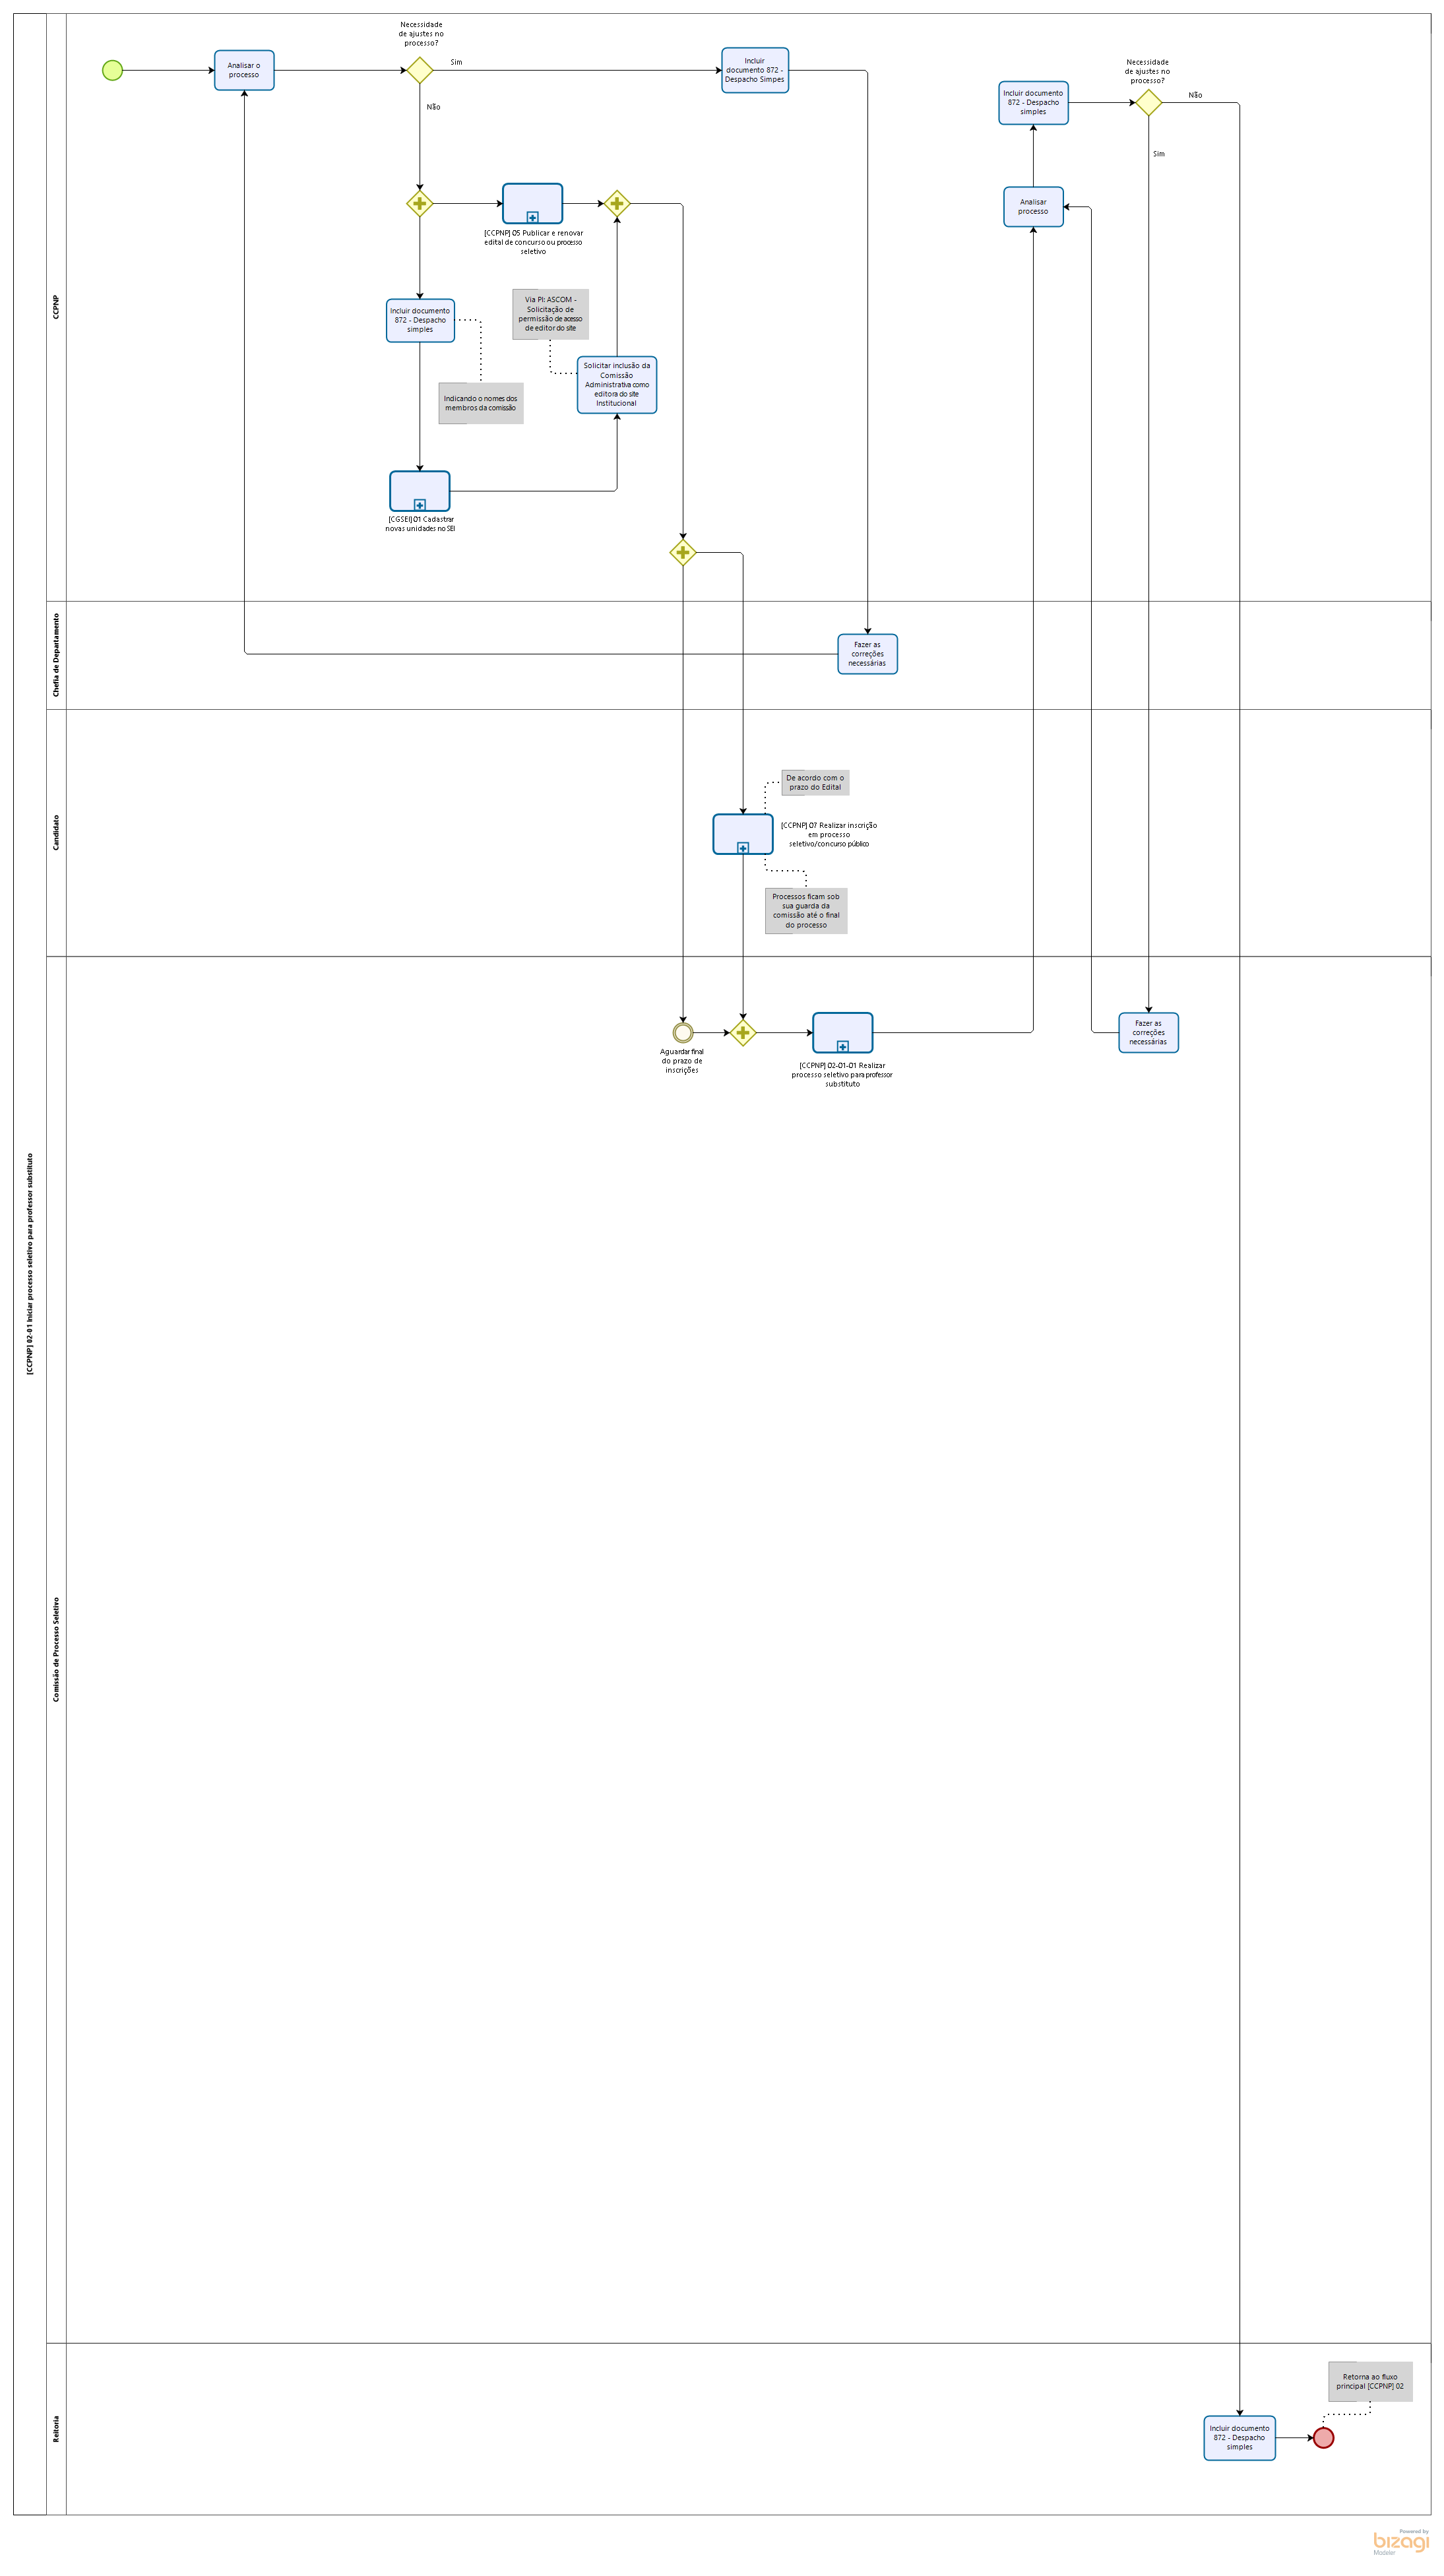 Necessidade
de ajustes no
processo?
Analisar o
processo
Sim
Não
Incluir
documento 872 -
Despacho Simpes
Necessidade
de ajustes no
processo?
Incluir documento
872 - Despacho
simples
Não
Sim
Analisar
processo
[CCPNP] 05 Publicar e renovar
edital de concurso ou processo
seletivo
Incluir documento
872 - Despacho
simples
Via PI: ASCOM -
Solicitação de
permissão de acesso
de editor do site
Solicitar inclusão da
Comissão
Administrativa como
editora do site
Institucional
Indicando o nomes dos
membros da comissão
[CGSEI]01 Cadastrar
novas unidades no SEI
CCPNP
Chefia de Departamento
Fazer as
correções
necessárias
Candidato
De acordo com o
prazo do Edital
[CCPNP] 07 Realizar inscrição
em processo
seletivo/concurso público
Processos ficam sob
sua guarda da
comissão até o final
do processo
Aguardar final
do prazo de
inscrições
[CCPNP] 02-01-01 Realizar
processo seletivo para professor
substituto
Fazer as
correções
necessárias
[CCPNP] 02-01 Iniciar processo seletivo para professor substituto
Comissão de Processo Seletivo
Reitoria
Retorna ao fluxo
principal [CCPNP] 02
Incluir documento
872 - Despacho
simples
Powered by
bizagi
Modeler